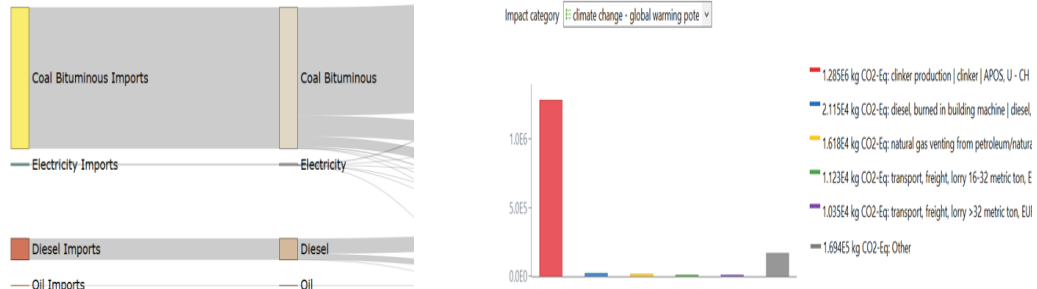 Coal Bituminous Imports
Coal Bituminous
Electricity Imports
Electricity
Diesel Imports
Diesel
Oil Imports
Oil
Impact category
climate change - global warming pote
1.0E6
5.0E5
0.0E0
1.285E6 kg CO2-Eq: clinker production | clinker | APOS, U - CH
2.115E4 kg CO2-Eq: diesel, burned in building machine | diesel,
1.618E4 kg CO2-Eq: natural gas venting from petroleum/natura
1.123E4 kg CO2-Eq: transport, freight, lorry 16-32 metric ton, E
1.035E4 kg CO2-Eq: transport, freight, lorry >32 metric ton, EU
1.694E5 kg CO2-Eq: Other